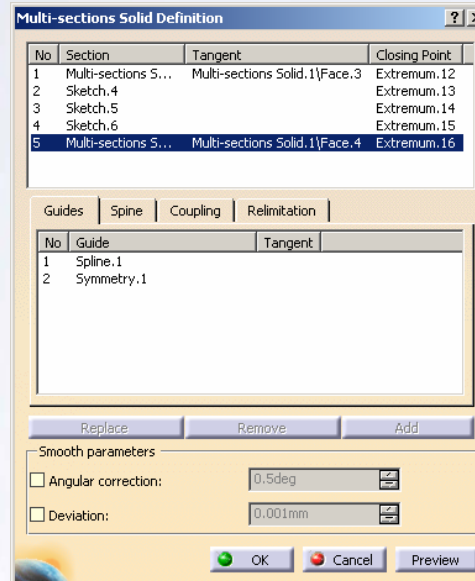 Multi-sections Solid Definition
No Section Tangent Closing Point
1 Multi-sections S... Multi-sections Solid.1\Face.3 Extremum.12
2 Sketch.4 Extremum.13
3 Sketch.5 Extremum.14
4 Sketch.6 Extremum.15
5 Multi-sections S... Multi-sections Solid.1\Face.4 Extremum.16
Guides Spine Coupling Relimitation
No Guide Tangent
1 Spline.1
2 Symmetry.1
Replace Remove Add
Smooth parameters
Angular correction: 0.5deg
Deviation: 0.001mm
OK Cancel Preview